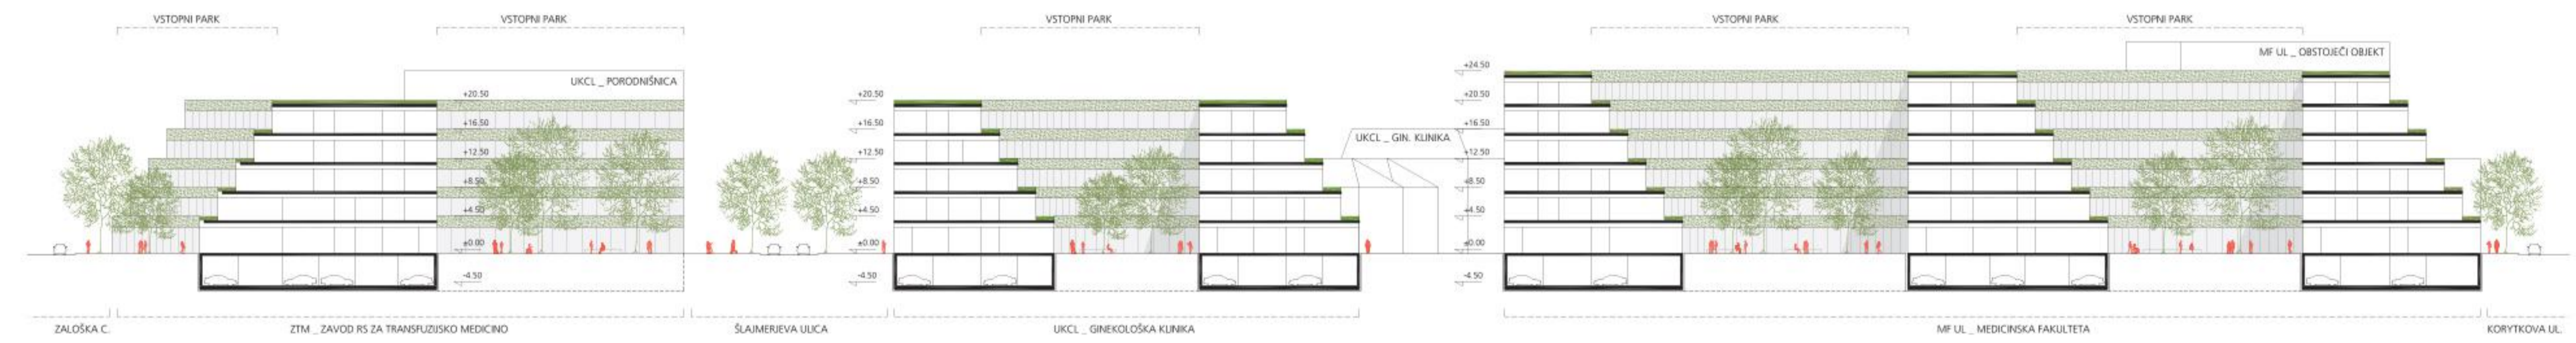 VSTOPNI PARK
VSTOPNI PARK
VSTOPNI PARK
VSTOPNI PARK
VSTOPNI PARK
UKCL _ PORODNIŠNICA
MF UL _ OBSTOJEČI OBJEKT
UKCL _ GIN. KLINIKA
+20.50
+16.50
+12.50
+8.50
+4.50
±0.00
-4.50
+20.50
+16.50
+12.50
+8.50
+4.50
±0.00
-4.50
+24.50
+20.50
+16.50
+12.50
+8.50
+4.50
±0.00
-4.50
ZALOŠKA C.
ZTM _ ZAVOD RS ZA TRANSFUZIJSKO MEDICINO
ŠLAJMERJEVA ULICA
UKCL _ GINEKOLOŠKA KLINIKA
MF UL _ MEDICINSKA FAKULTETA
KORYTKOVA UL.